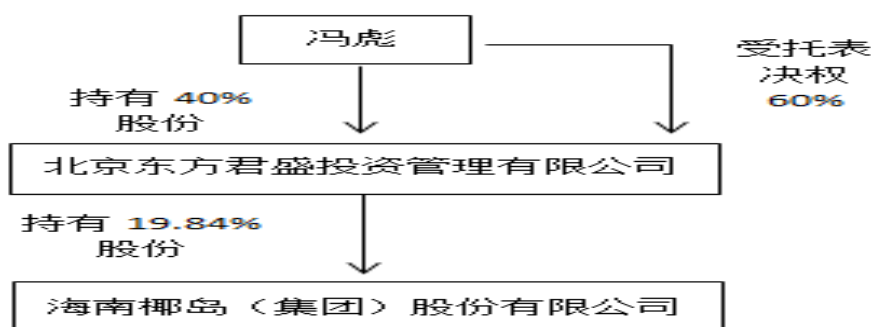 冯彪
受托表
决权
60%
持有 40%
股份
北京东方君盛投资管理有限公司
持有 19.84%
股份
海南椰岛（集团）股份有限公司